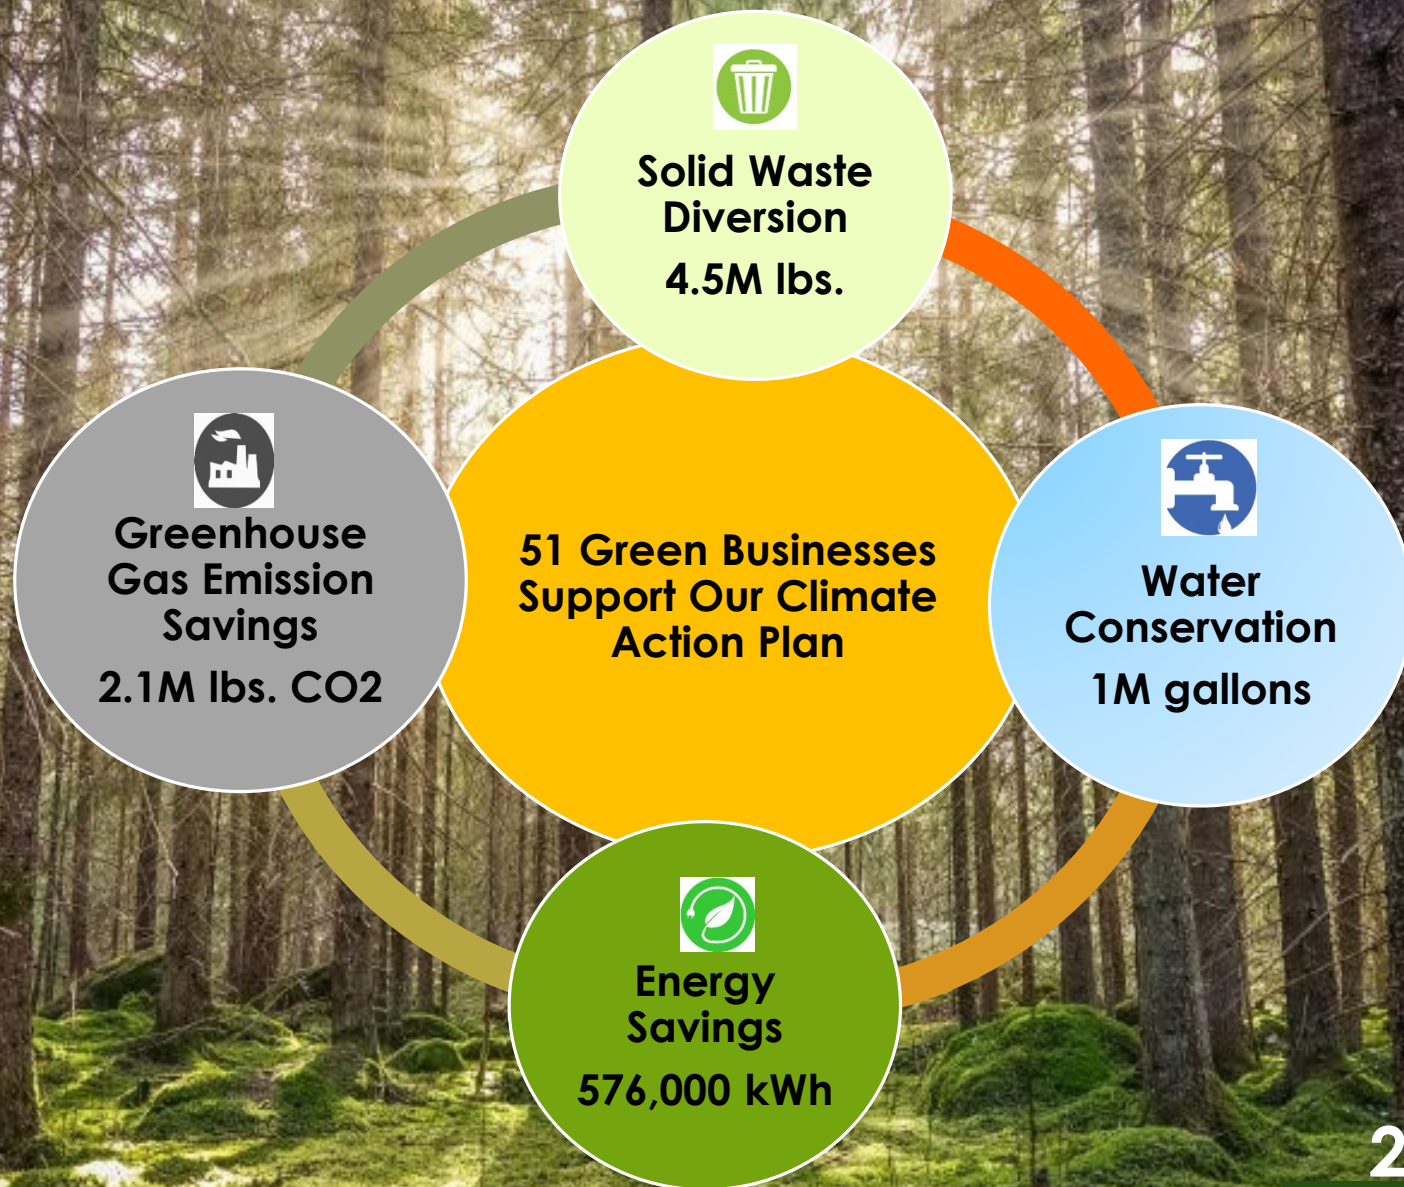 Solid Waste
Diversion
4.5M lbs.
Greenhouse
Gas Emission
Savings
2.1M lbs. CO2
51 Green Businesses
Support Our Climate
Action Plan
Water
Conservation
1M gallons
Energy
Savings
576,000 kWh
2